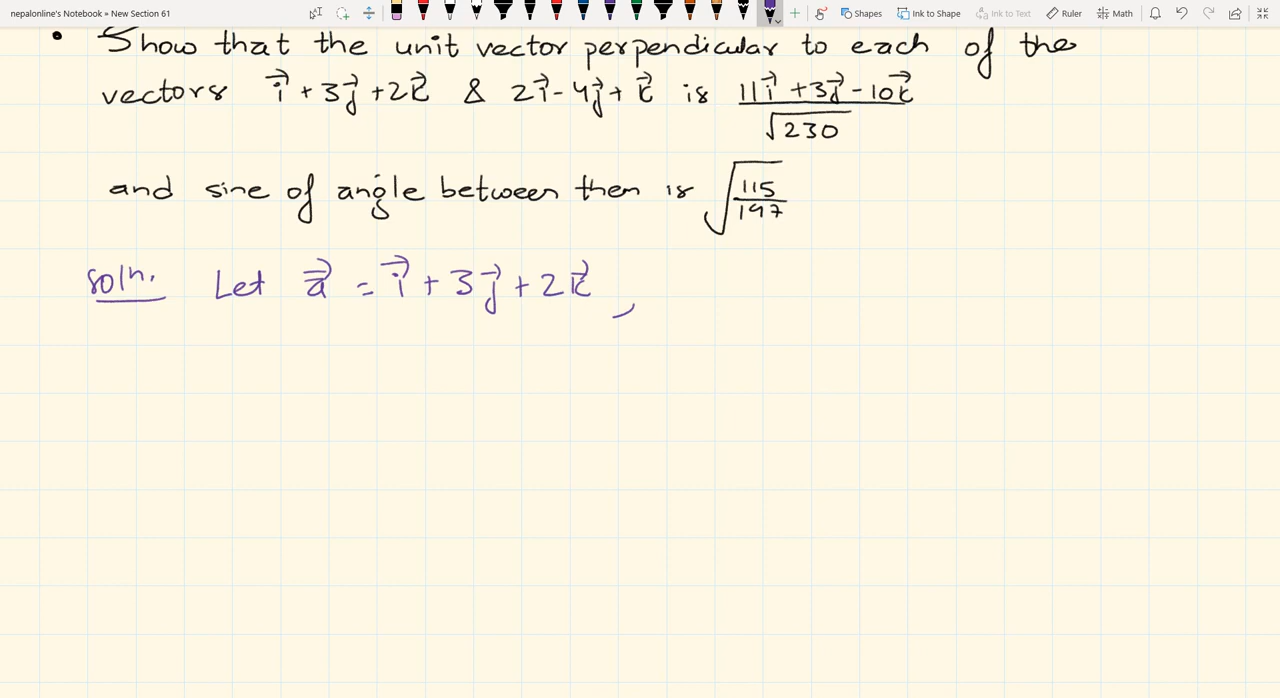 nepalonline's Notebook » New Section 61 Shapes Ink to Shape Ink to Text Ruler Math
• Show that the unit vector perpendicular to each of the
vectors i⃗ + 3j⃗ + 2k⃗ & 2i⃗ - 4j⃗ + k⃗ is (11i⃗ + 3j⃗ - 10k⃗)/√230
and sine of angle between them is √(115/147)
soln. Let a⃗ = i⃗ + 3j⃗ + 2k⃗ ,